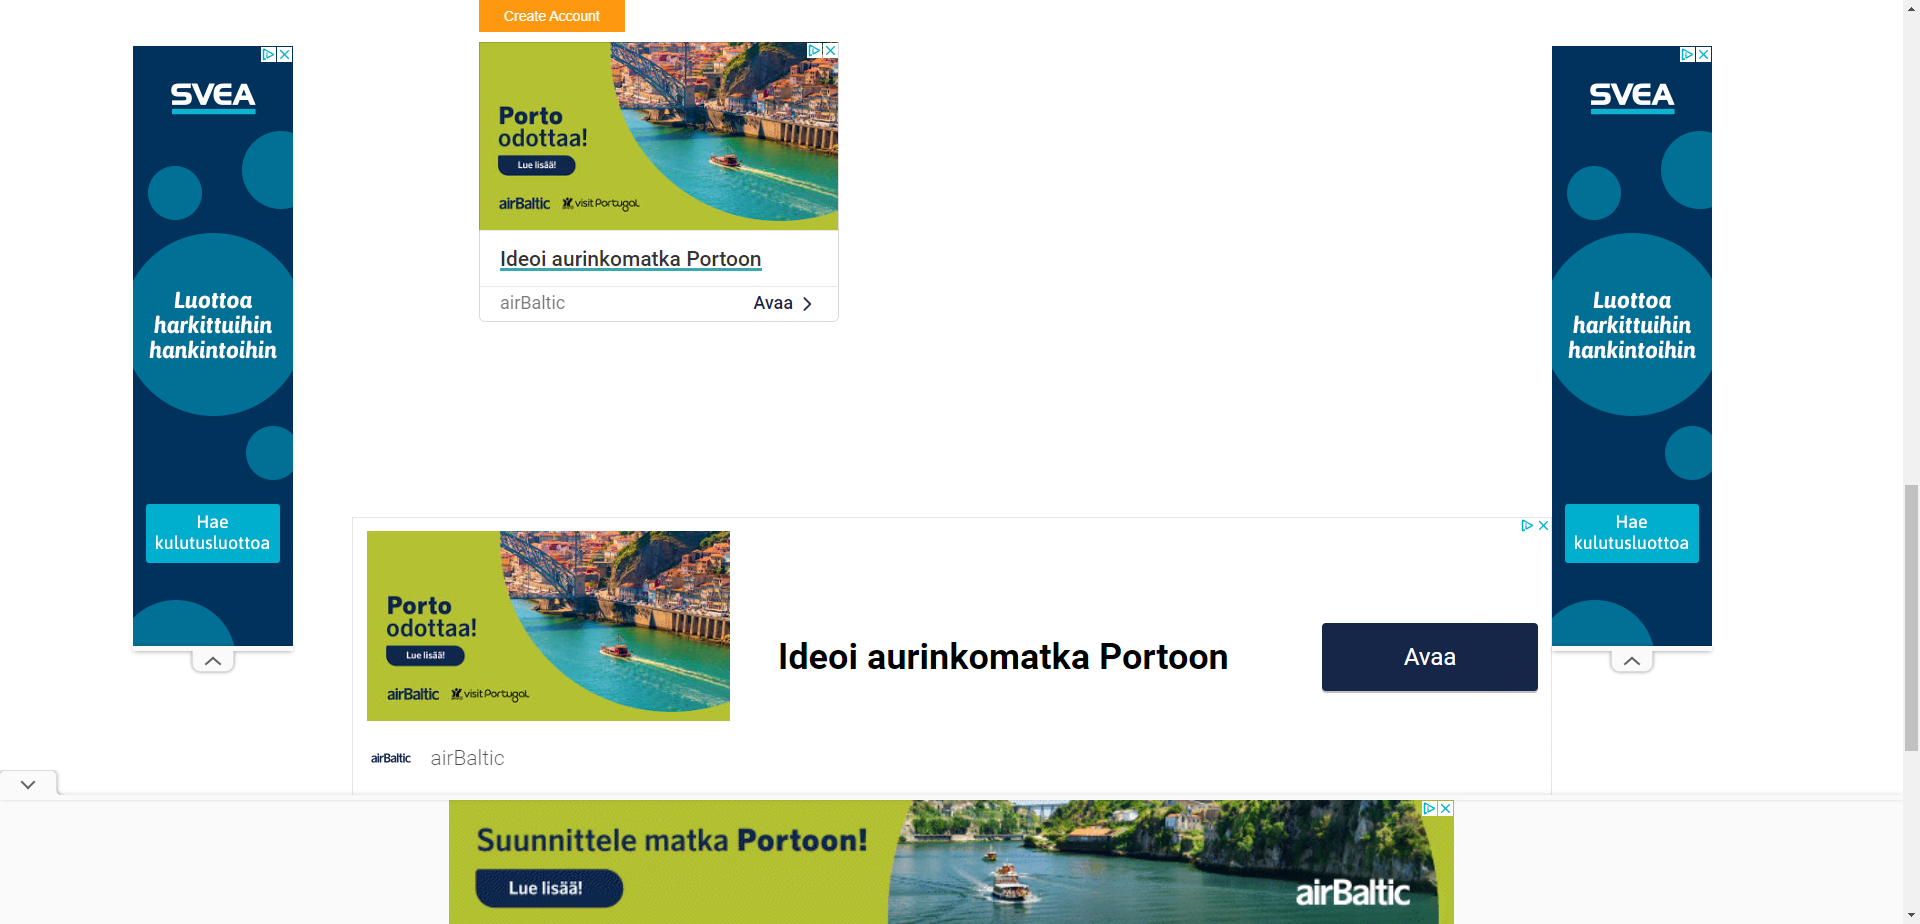 Create Account
SVEA
Luottoa
harkittuihin
hankintoihin
Hae
kulutusluottoa
Porto
odottaa!
Lue lisää!
airBaltic visit Portugal
Ideoi aurinkomatka Portoon
airBaltic Avaa
SVEA
Luottoa
harkittuihin
hankintoihin
Hae
kulutusluottoa
Porto
odottaa!
Lue lisää!
airBaltic visit Portugal
Ideoi aurinkomatka Portoon
Avaa
airBaltic airBaltic
Suunnittele matka Portoon!
Lue lisää!
airBaltic